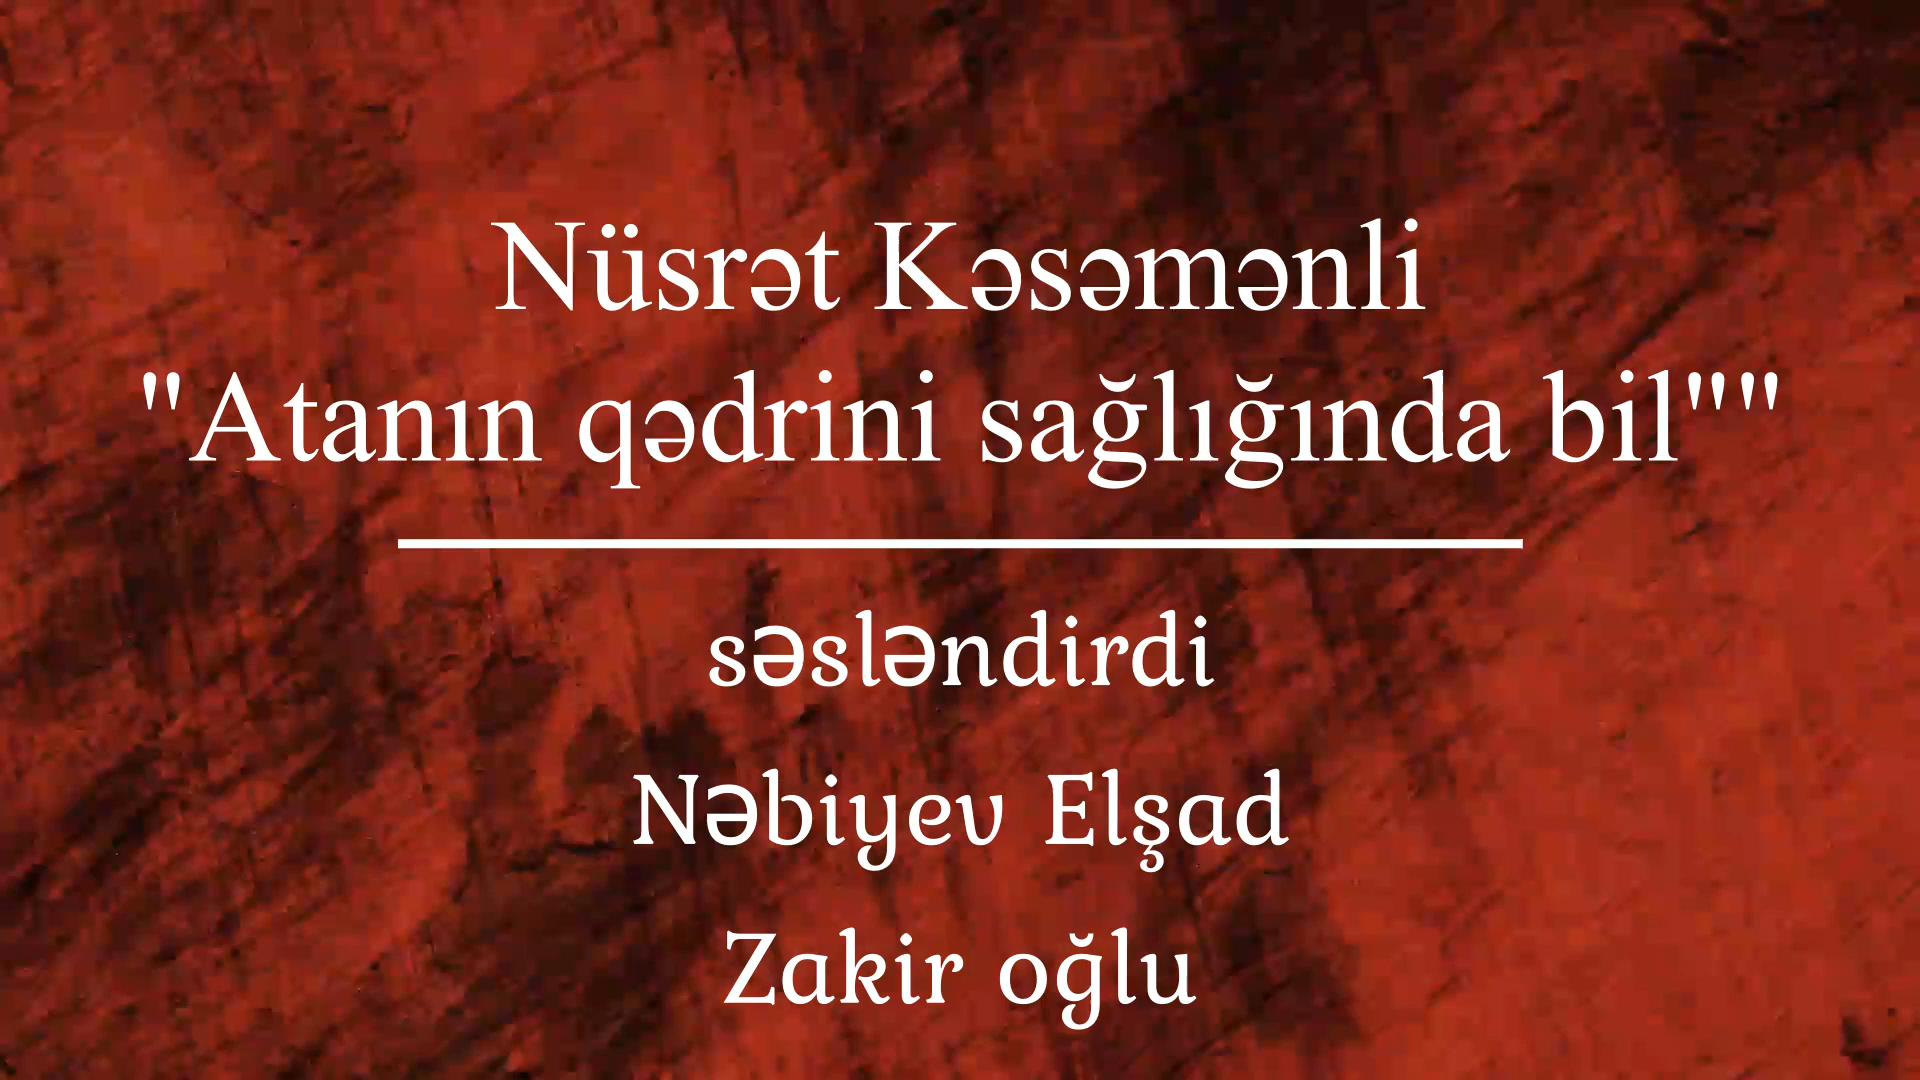 Nüsrət Kəsəmənli
"Atanın qədrini sağlığında bil""
səsləndirdi
Nəbiyev Elşad
Zakir oğlu